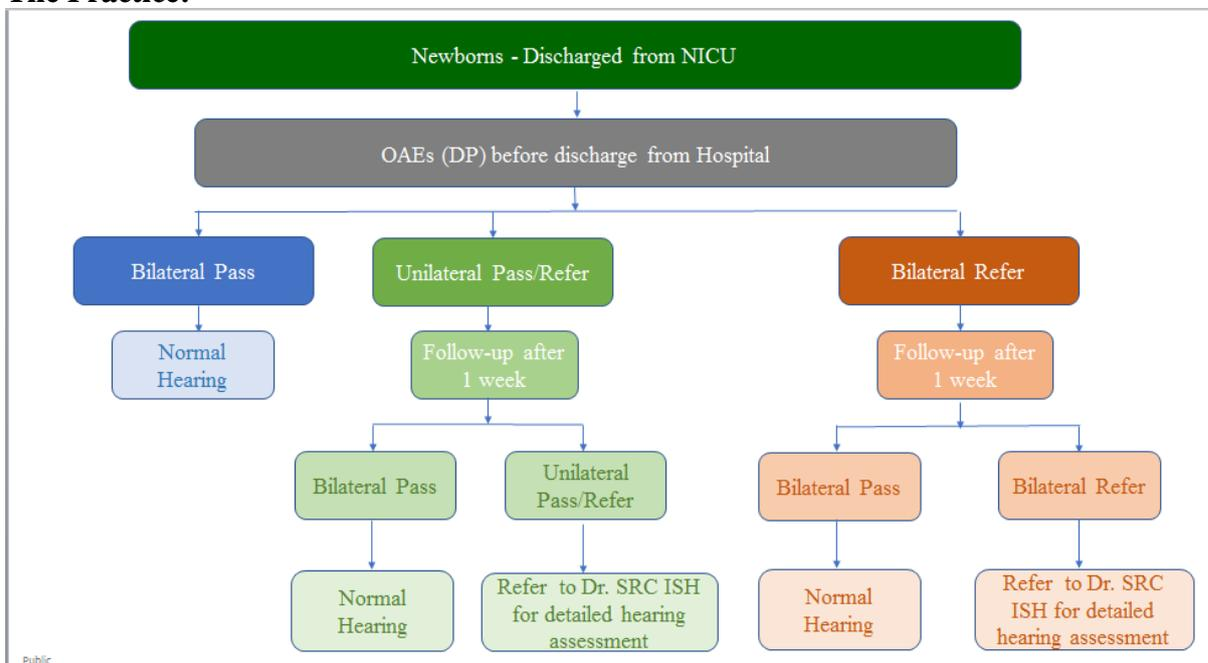 The Practice:
Newborns - Discharged from NICU
OAEs (DP) before discharge from Hospital
Bilateral Pass
Unilateral Pass/Refer
Bilateral Refer
Normal
Hearing
Follow-up after
1 week
Follow-up after
1 week
Bilateral Pass
Unilateral
Pass/Refer
Bilateral Pass
Bilateral Refer
Normal
Hearing
Refer to Dr. SRC ISH
for detailed hearing
assessment
Normal
Hearing
Refer to Dr. SRC
ISH for detailed
hearing assessment
Public